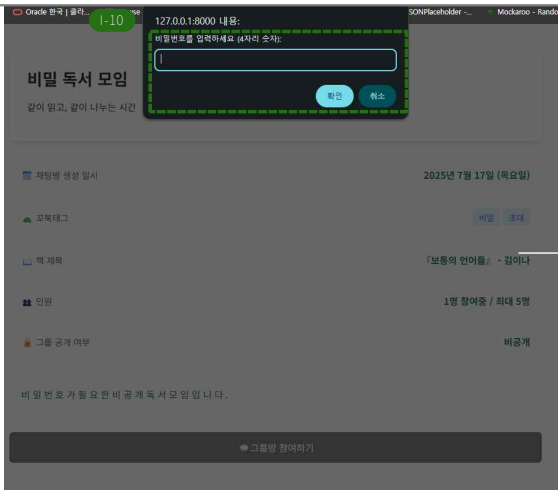 Oracle 한국 | 클라...
I-10
SONPlaceholder -...
Mockaroo - Rando
127.0.0.1:8000 내용:
비밀번호를 입력하세요 (4자리 숫자):
확인
취소
비밀 독서 모임
같이 읽고, 같이 나누는 시간
채팅방 생성 일시
2025년 7월 17일 (목요일)
꼬북태그
비밀
초대
책 제목
『보통의 언어들』 - 김이나
인원
1명 참여중 / 최대 5명
그룹 공개 여부
비공개
비밀번호가 필요한 비공개 독서 모임입니다.
그룹방 참여하기